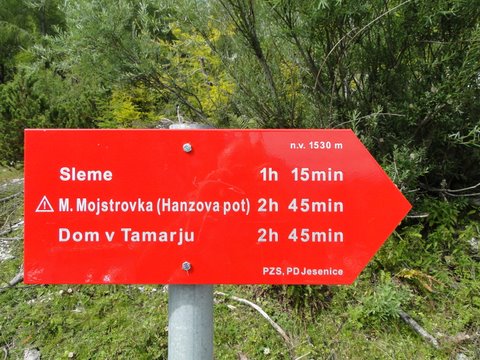 n.v. 1530 m
Sleme 1h 15min
M. Mojstrovka (Hanzova pot) 2h 45min
Dom v Tamarju 2h 45min
PZS, PD Jesenice